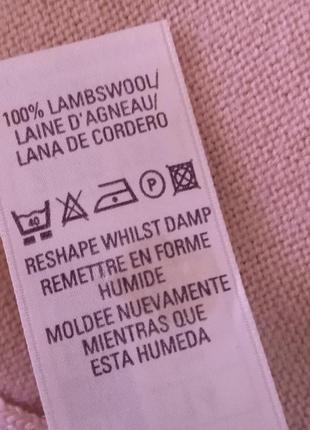 100% LAMBSWOOL/
LAINE D'AGNEAU/
LANA DE CORDERO
40 P
RESHAPE WHILST DAMP
REMETTRE EN FORME
HUMIDE
MOLDEE NUEVAMENTE
MIENTRAS QUE
ESTA HUMEDA